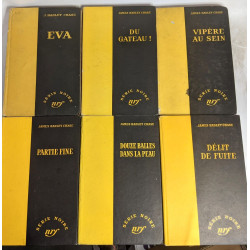 J. HADLEY CHASE
EVA
SÉRIE NOIRE
nrf
JAMES HADLEY CHASE
DU
GATEAU !
SÉRIE NOIRE
nrf
JAMES HADLEY CHASE
VIPÈRE
AU SEIN
SÉRIE NOIRE
nrf
JAMES HADLEY CHASE
PARTIE FINE
SÉRIE NOIRE
nrf
JAMES HADLEY CHASE
DOUZE BALLES
DANS LA PEAU
SÉRIE NOIRE
nrf
JAMES HADLEY CHASE
DÉLIT
DE FUITE
SÉRIE NOIRE
nrf